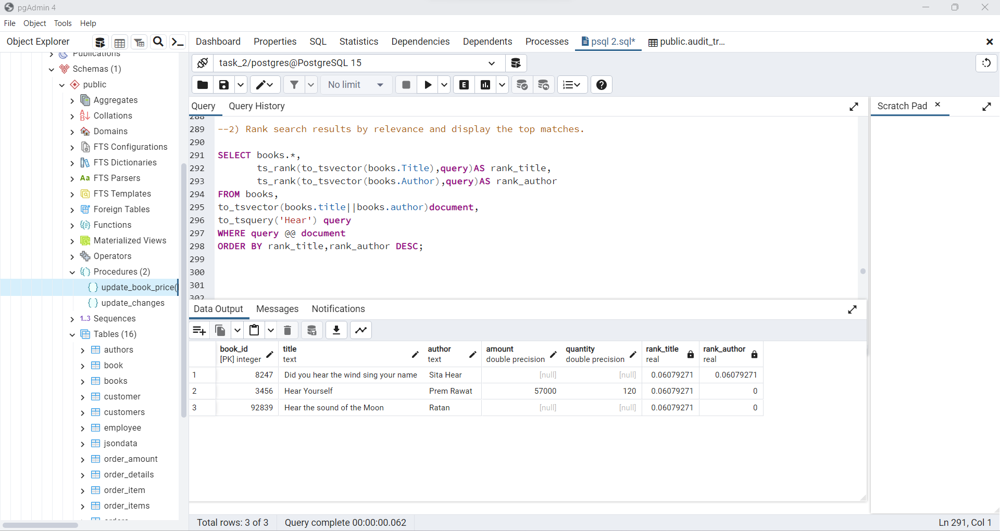 pgAdmin 4
File Object Tools Help
Object Explorer
Dashboard Properties SQL Statistics Dependencies Dependents Processes psql 2.sql* public.audit_tr...
Publications
Schemas (1)
public
Aggregates
Collations
Domains
FTS Configurations
FTS Dictionaries
Aa FTS Parsers
FTS Templates
Foreign Tables
Functions
Materialized Views
Operators
Procedures (2)
update_book_price(
update_changes
1..3 Sequences
Tables (16)
authors
book
books
customer
customers
employee
jsondata
order_amount
order_details
order_item
order_items
task_2/postgres@PostgreSQL 15
No limit
E
Query Query History
Scratch Pad
288
289 --2) Rank search results by relevance and display the top matches.
290
291 SELECT books.*,
292 ts_rank(to_tsvector(books.Title),query)AS rank_title,
293 ts_rank(to_tsvector(books.Author),query)AS rank_author
294 FROM books,
295 to_tsvector(books.title||books.author)document,
296 to_tsquery('Hear') query
297 WHERE query @@ document
298 ORDER BY rank_title,rank_author DESC;
299
300
301
302
Data Output Messages Notifications
book_id title author amount quantity rank_title rank_author
[PK] integer text text double precision double precision real real
1 8247 Did you hear the wind sing your name Sita Hear [null] [null] 0.06079271 0.06079271
2 3456 Hear Yourself Prem Rawat 57000 120 0.06079271 0
3 92839 Hear the sound of the Moon Ratan [null] [null] 0.06079271 0
Total rows: 3 of 3 Query complete 00:00:00.062 Ln 291, Col 1